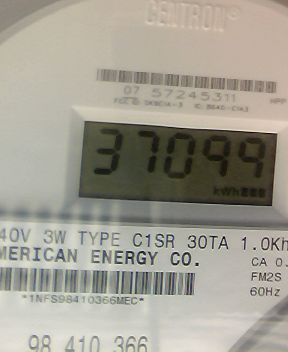 CENTRON®
07 57245311
37099
kWh
40V 3W TYPE C1SR 30TA 1.0Kh
MERICAN ENERGY CO.
CA 0.
FM2S
60Hz
*1NFS98410366MEC*
98 410 366